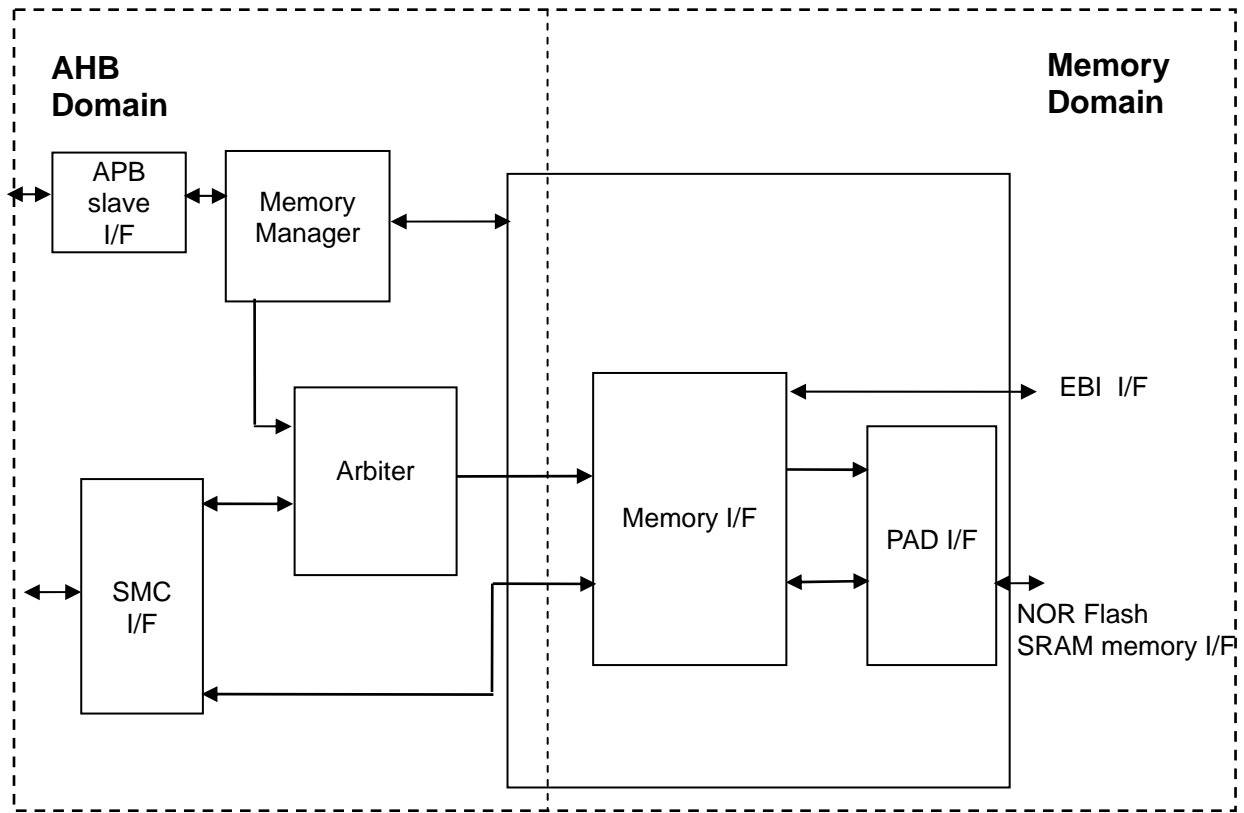 AHB
Domain
Memory
Domain
APB
slave
I/F
Memory
Manager
EBI I/F
Arbiter
Memory I/F
PAD I/F
SMC
I/F
NOR Flash
SRAM memory I/F